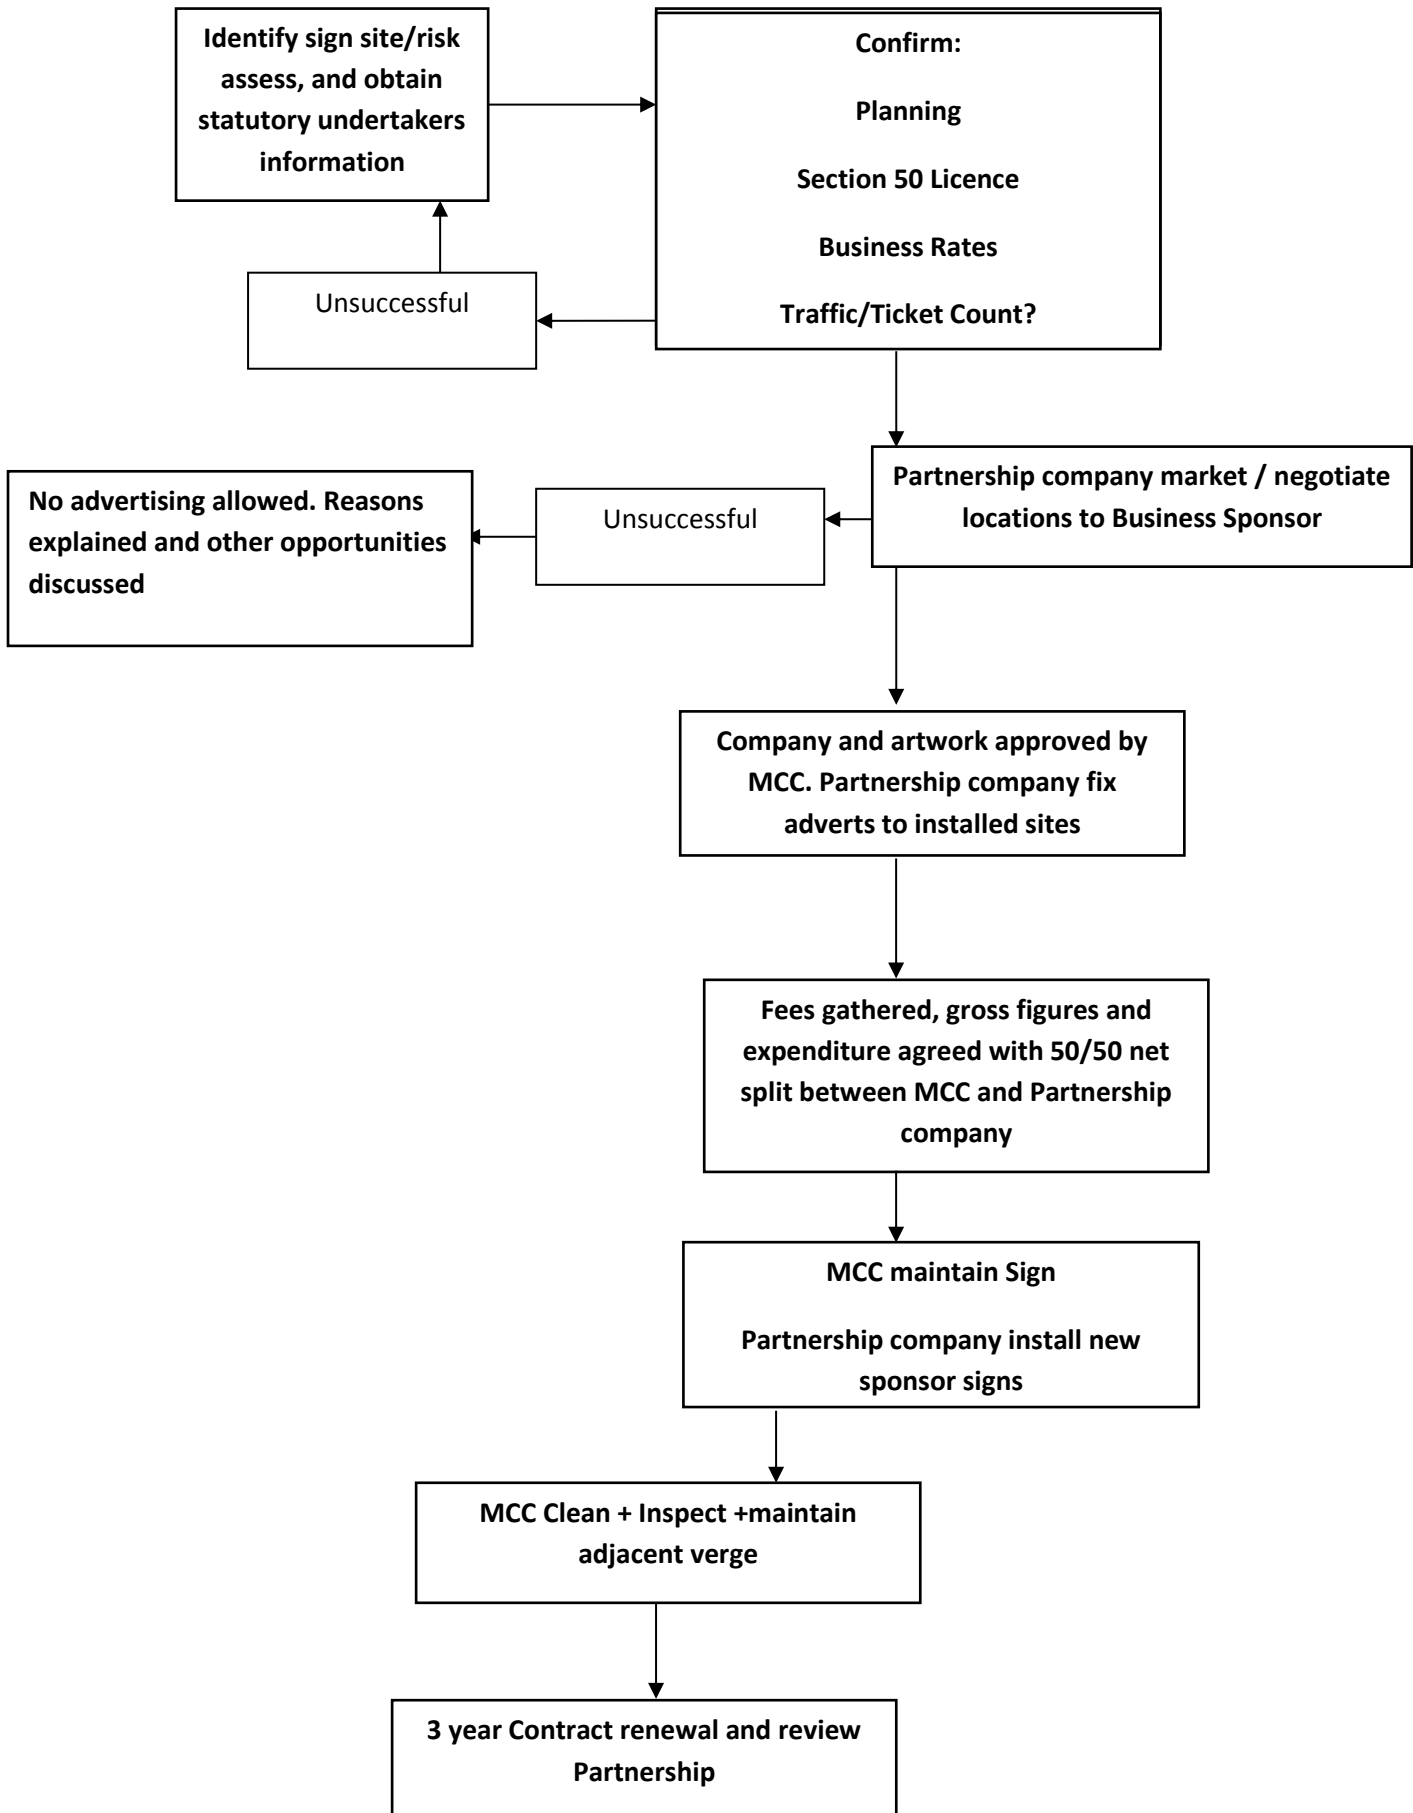 Identify sign site/risk
assess, and obtain
statutory undertakers
information
Confirm:
Planning
Section 50 Licence
Business Rates
Traffic/Ticket Count?
Unsuccessful
Partnership company market / negotiate
locations to Business Sponsor
Unsuccessful
No advertising allowed. Reasons
explained and other opportunities
discussed
Company and artwork approved by
MCC. Partnership company fix
adverts to installed sites
Fees gathered, gross figures and
expenditure agreed with 50/50 net
split between MCC and Partnership
company
MCC maintain Sign
Partnership company install new
sponsor signs
MCC Clean + Inspect +maintain
adjacent verge
3 year Contract renewal and review
Partnership